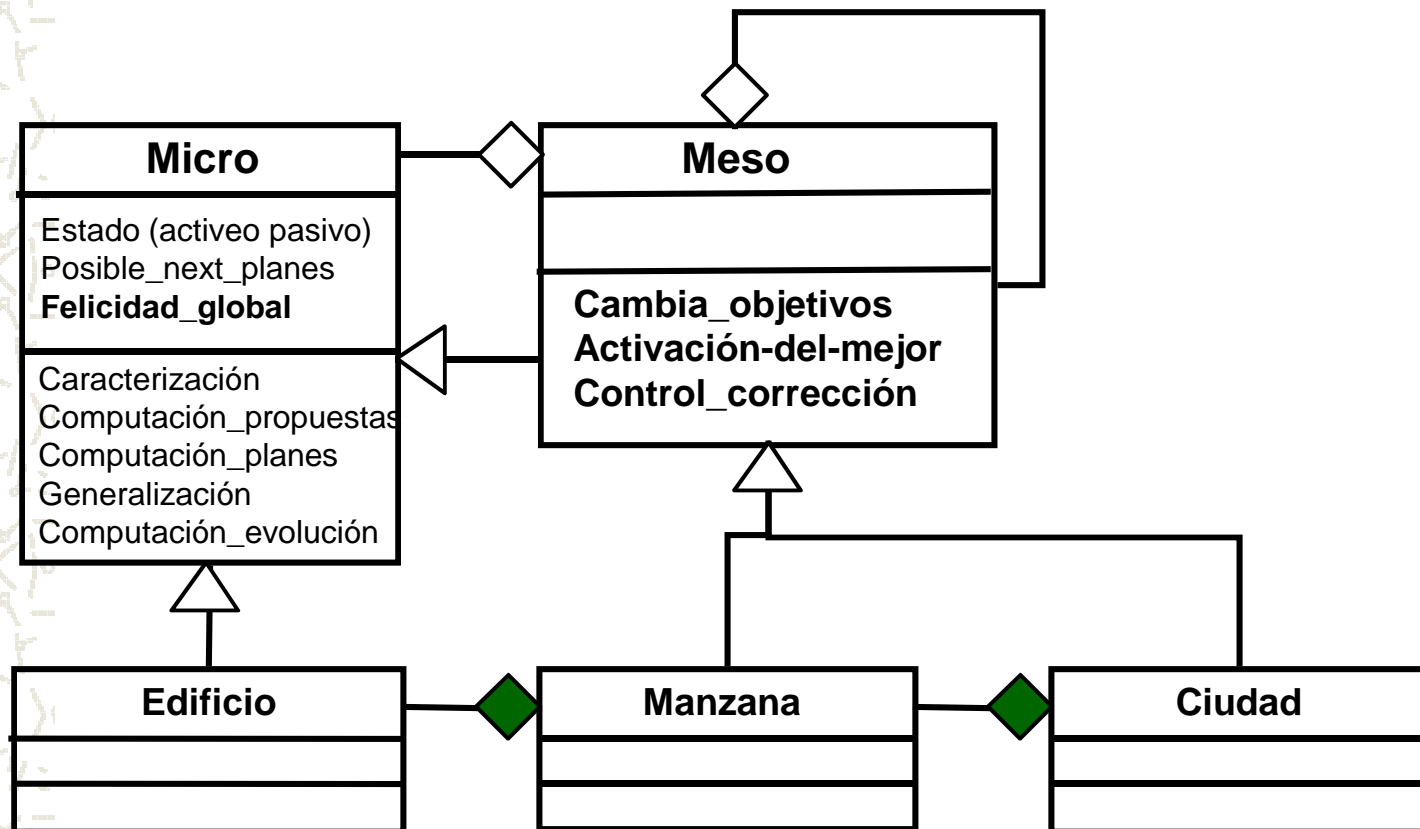 Micro
Estado (activeo pasivo)
Posible_next_planes
Felicidad_global
Caracterización
Computación_propuestas
Computación_planes
Generalización
Computación_evolución
Meso
Cambia_objetivos
Activación-del-mejor
Control_corrección
Edificio
Manzana
Ciudad